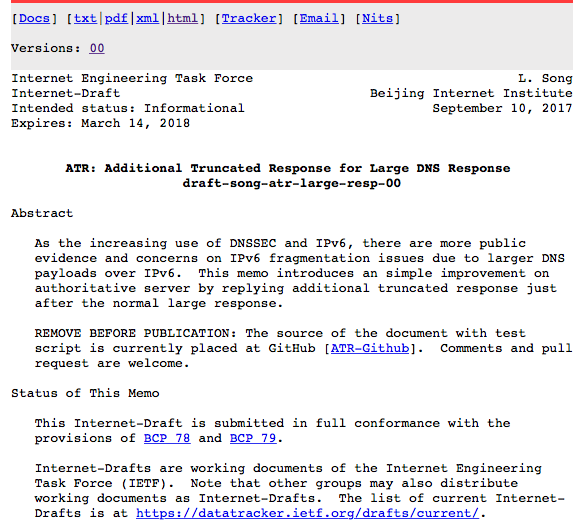 [Docs] [txt|pdf|xml|html] [Tracker] [Email] [Nits]
Versions: 00
Internet Engineering Task Force L. Song
Internet-Draft Beijing Internet Institute
Intended status: Informational September 10, 2017
Expires: March 14, 2018
ATR: Additional Truncated Response for Large DNS Response
draft-song-atr-large-resp-00
Abstract
As the increasing use of DNSSEC and IPv6, there are more public
evidence and concerns on IPv6 fragmentation issues due to larger DNS
payloads over IPv6. This memo introduces an simple improvement on
authoritative server by replying additional truncated response just
after the normal large response.
REMOVE BEFORE PUBLICATION: The source of the document with test
script is currently placed at GitHub [ATR-Github]. Comments and pull
request are welcome.
Status of This Memo
This Internet-Draft is submitted in full conformance with the
provisions of BCP 78 and BCP 79.
Internet-Drafts are working documents of the Internet Engineering
Task Force (IETF). Note that other groups may also distribute
working documents as Internet-Drafts. The list of current Internet-
Drafts is at https://datatracker.ietf.org/drafts/current/.